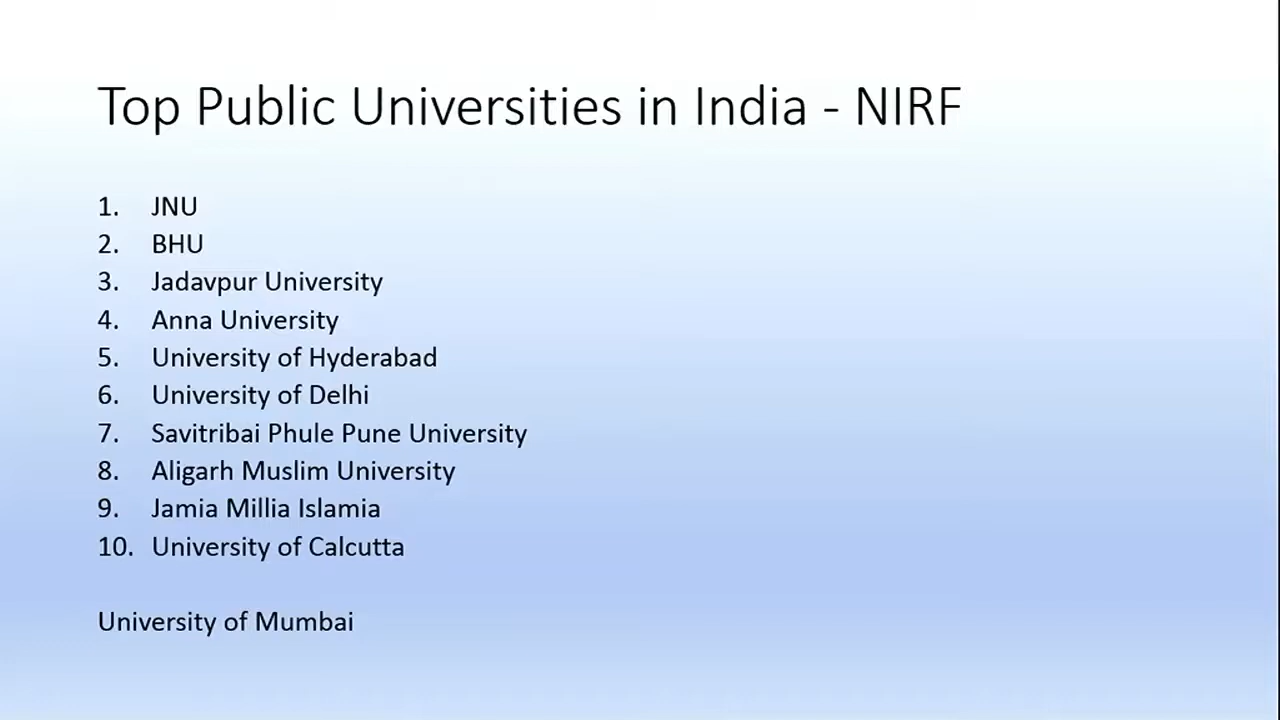 Top Public Universities in India - NIRF
1. JNU
2. BHU
3. Jadavpur University
4. Anna University
5. University of Hyderabad
6. University of Delhi
7. Savitribai Phule Pune University
8. Aligarh Muslim University
9. Jamia Millia Islamia
10. University of Calcutta
University of Mumbai